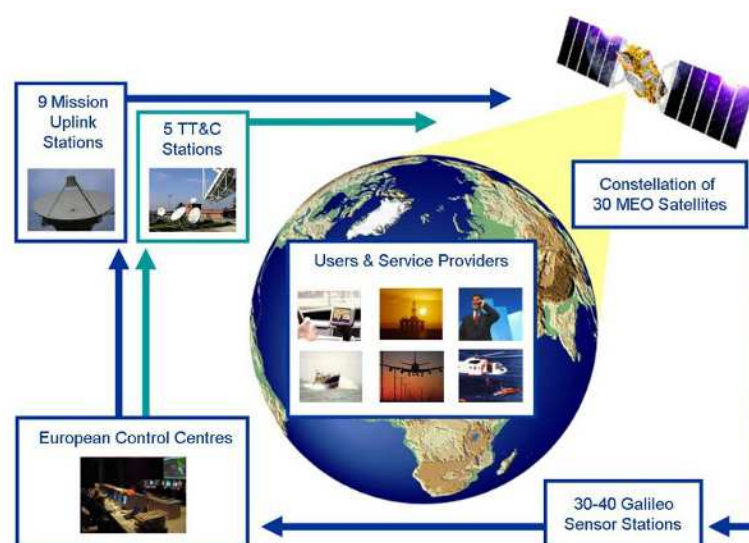 9 Mission
Uplink
Stations
5 TT&C
Stations
Constellation of
30 MEO Satellites
Users & Service Providers
European Control Centres
30-40 Galileo
Sensor Stations